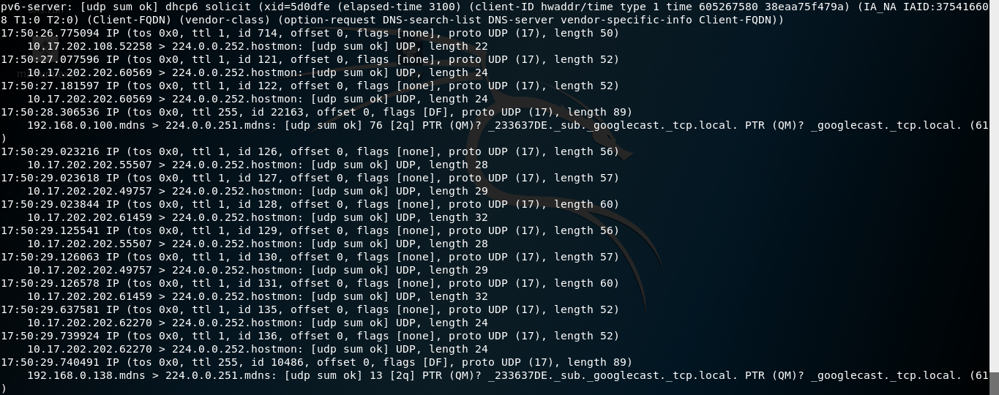 pv6-server: [udp sum ok] dhcp6 solicit (xid=5d0dfe (elapsed-time 3100) (client-ID hwaddr/time type 1 time 605267580 38eaa75f479a) (IA_NA IAID:37541660
8 T1:0 T2:0) (Client-FQDN) (vendor-class) (option-request DNS-search-list DNS-server vendor-specific-info Client-FQDN))
17:50:26.775094 IP (tos 0x0, ttl 1, id 714, offset 0, flags [none], proto UDP (17), length 50)
    10.17.202.108.52258 > 224.0.0.252.hostmon: [udp sum ok] UDP, length 22
17:50:27.077596 IP (tos 0x0, ttl 1, id 121, offset 0, flags [none], proto UDP (17), length 52)
    10.17.202.202.60569 > 224.0.0.252.hostmon: [udp sum ok] UDP, length 24
17:50:27.181597 IP (tos 0x0, ttl 1, id 122, offset 0, flags [none], proto UDP (17), length 52)
    10.17.202.202.60569 > 224.0.0.252.hostmon: [udp sum ok] UDP, length 24
17:50:28.306536 IP (tos 0x0, ttl 255, id 22163, offset 0, flags [DF], proto UDP (17), length 89)
    192.168.0.100.mdns > 224.0.0.251.mdns: [udp sum ok] 76 [2q] PTR (QM)? _233637DE._sub._googlecast._tcp.local. PTR (QM)? _googlecast._tcp.local. (61
)
17:50:29.023216 IP (tos 0x0, ttl 1, id 126, offset 0, flags [none], proto UDP (17), length 56)
    10.17.202.202.55507 > 224.0.0.252.hostmon: [udp sum ok] UDP, length 28
17:50:29.023618 IP (tos 0x0, ttl 1, id 127, offset 0, flags [none], proto UDP (17), length 57)
    10.17.202.202.49757 > 224.0.0.252.hostmon: [udp sum ok] UDP, length 29
17:50:29.023844 IP (tos 0x0, ttl 1, id 128, offset 0, flags [none], proto UDP (17), length 60)
    10.17.202.202.61459 > 224.0.0.252.hostmon: [udp sum ok] UDP, length 32
17:50:29.125541 IP (tos 0x0, ttl 1, id 129, offset 0, flags [none], proto UDP (17), length 56)
    10.17.202.202.55507 > 224.0.0.252.hostmon: [udp sum ok] UDP, length 28
17:50:29.126063 IP (tos 0x0, ttl 1, id 130, offset 0, flags [none], proto UDP (17), length 57)
    10.17.202.202.49757 > 224.0.0.252.hostmon: [udp sum ok] UDP, length 29
17:50:29.126578 IP (tos 0x0, ttl 1, id 131, offset 0, flags [none], proto UDP (17), length 60)
    10.17.202.202.61459 > 224.0.0.252.hostmon: [udp sum ok] UDP, length 32
17:50:29.637581 IP (tos 0x0, ttl 1, id 135, offset 0, flags [none], proto UDP (17), length 52)
    10.17.202.202.62270 > 224.0.0.252.hostmon: [udp sum ok] UDP, length 24
17:50:29.739924 IP (tos 0x0, ttl 1, id 136, offset 0, flags [none], proto UDP (17), length 52)
    10.17.202.202.62270 > 224.0.0.252.hostmon: [udp sum ok] UDP, length 24
17:50:29.740491 IP (tos 0x0, ttl 255, id 10486, offset 0, flags [DF], proto UDP (17), length 89)
    192.168.0.138.mdns > 224.0.0.251.mdns: [udp sum ok] 13 [2q] PTR (QM)? _233637DE._sub._googlecast._tcp.local. PTR (QM)? _googlecast._tcp.local. (61
)